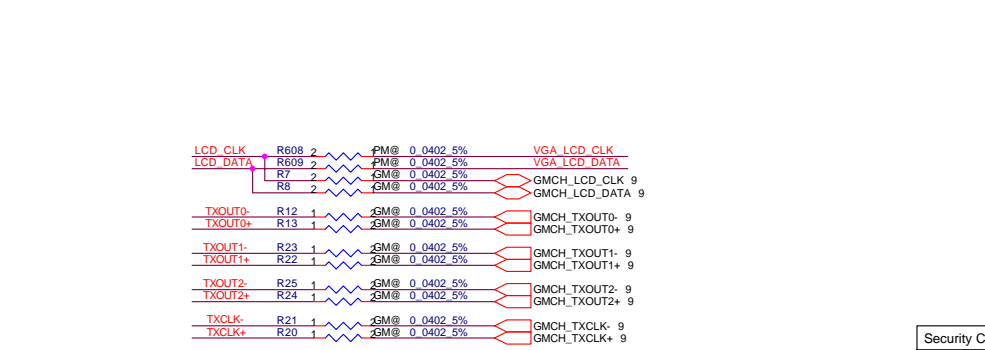 LCD_CLK R608 2 1 PM@ 0_0402_5% VGA_LCD_CLK
LCD_DATA R609 2 1 PM@ 0_0402_5% VGA_LCD_DATA
R7 2 1 GM@ 0_0402_5% GMCH_LCD_CLK 9
R8 2 1 GM@ 0_0402_5% GMCH_LCD_DATA 9
TXOUT0- R12 1 2 GM@ 0_0402_5% GMCH_TXOUT0- 9
TXOUT0+ R13 1 2 GM@ 0_0402_5% GMCH_TXOUT0+ 9
TXOUT1- R23 1 2 GM@ 0_0402_5% GMCH_TXOUT1- 9
TXOUT1+ R22 1 2 GM@ 0_0402_5% GMCH_TXOUT1+ 9
TXOUT2- R25 1 2 GM@ 0_0402_5% GMCH_TXOUT2- 9
TXOUT2+ R24 1 2 GM@ 0_0402_5% GMCH_TXOUT2+ 9
TXCLK- R21 1 2 GM@ 0_0402_5% GMCH_TXCLK- 9
TXCLK+ R20 1 2 GM@ 0_0402_5% GMCH_TXCLK+ 9
Security C